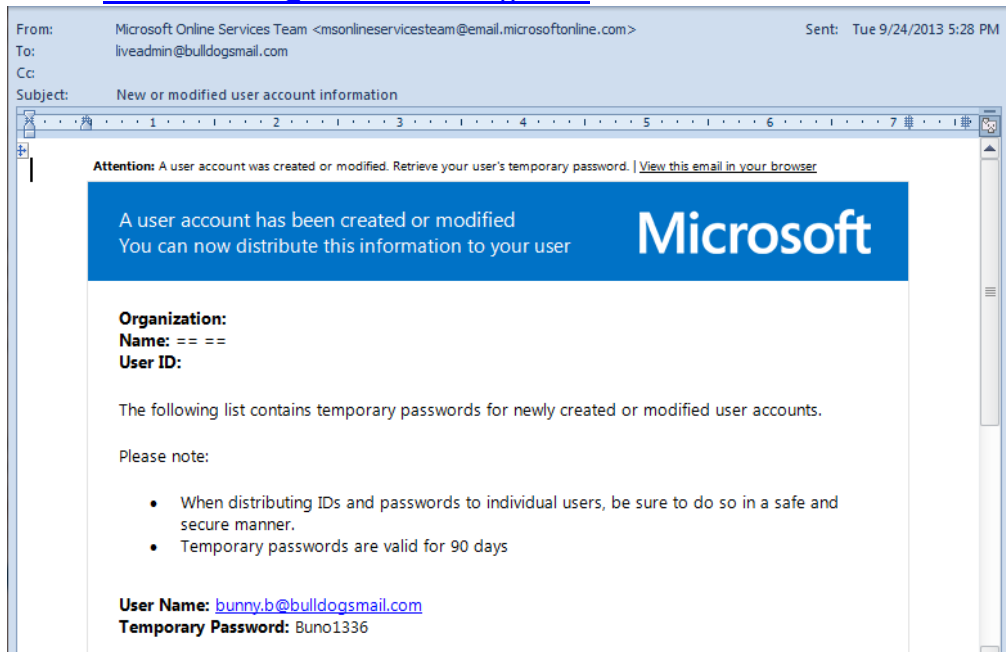 From: Microsoft Online Services Team <msonlineservicesteam@email.microsoftonline.com> Sent: Tue 9/24/2013 5:28 PM
To: liveadmin@bulldogsmail.com
Cc:
Subject: New or modified user account information
1 2 3 4 5 6 7
Attention: A user account was created or modified. Retrieve your user's temporary password. | View this email in your browser
A user account has been created or modified
You can now distribute this information to your user
Microsoft
Organization:
Name: == ==
User ID:
The following list contains temporary passwords for newly created or modified user accounts.
Please note:
• When distributing IDs and passwords to individual users, be sure to do so in a safe and
secure manner.
• Temporary passwords are valid for 90 days
User Name: bunny.b@bulldogsmail.com
Temporary Password: Buno1336